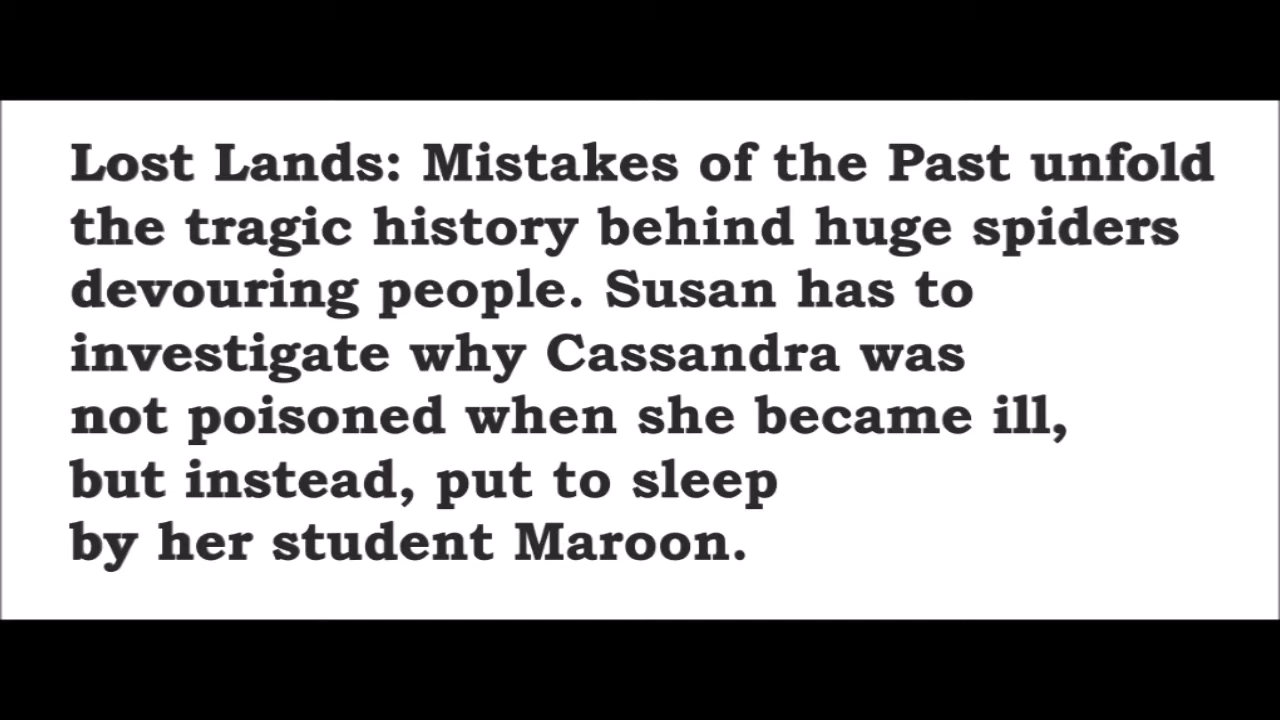 Lost Lands: Mistakes of the Past unfold
the tragic history behind huge spiders
devouring people. Susan has to
investigate why Cassandra was
not poisoned when she became ill,
but instead, put to sleep
by her student Maroon.